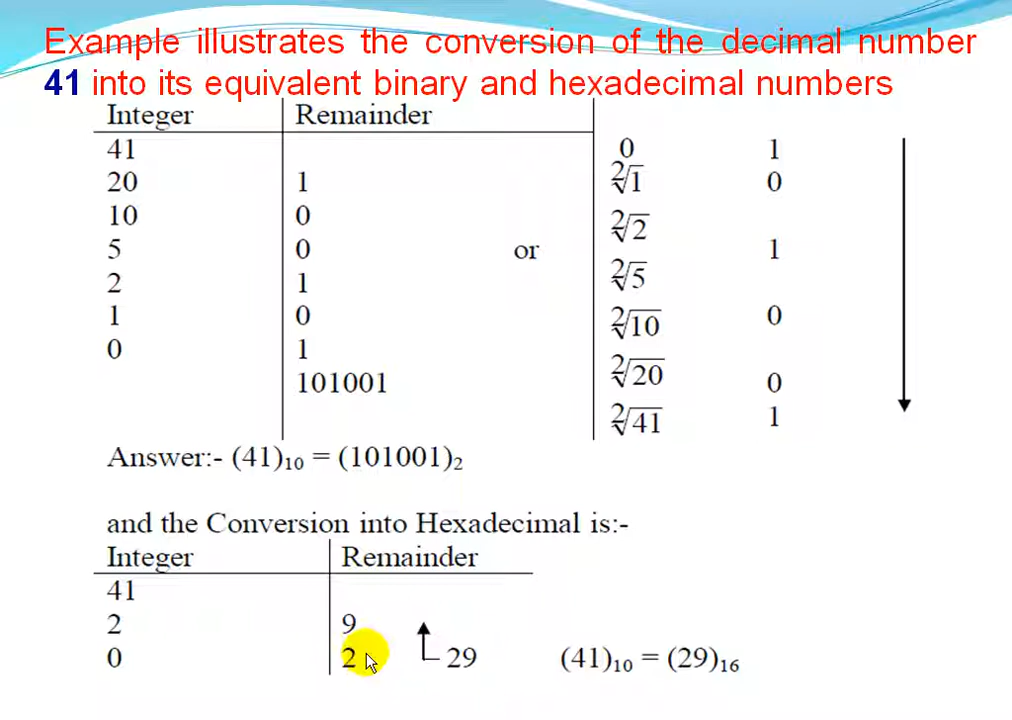 Example illustrates the conversion of the decimal number
41 into its equivalent binary and hexadecimal numbers
Integer Remainder
41 0 1
20 1 2√1 0
10 0 2√2
5 0 or 1
2 1 2√5
1 0 2√10 0
0 1 2√20
101001 0
2√41 1
Answer:- (41)₁₀ = (101001)₂
and the Conversion into Hexadecimal is:-
Integer Remainder
41
2 9
0 2 29 (41)₁₀ = (29)₁₆